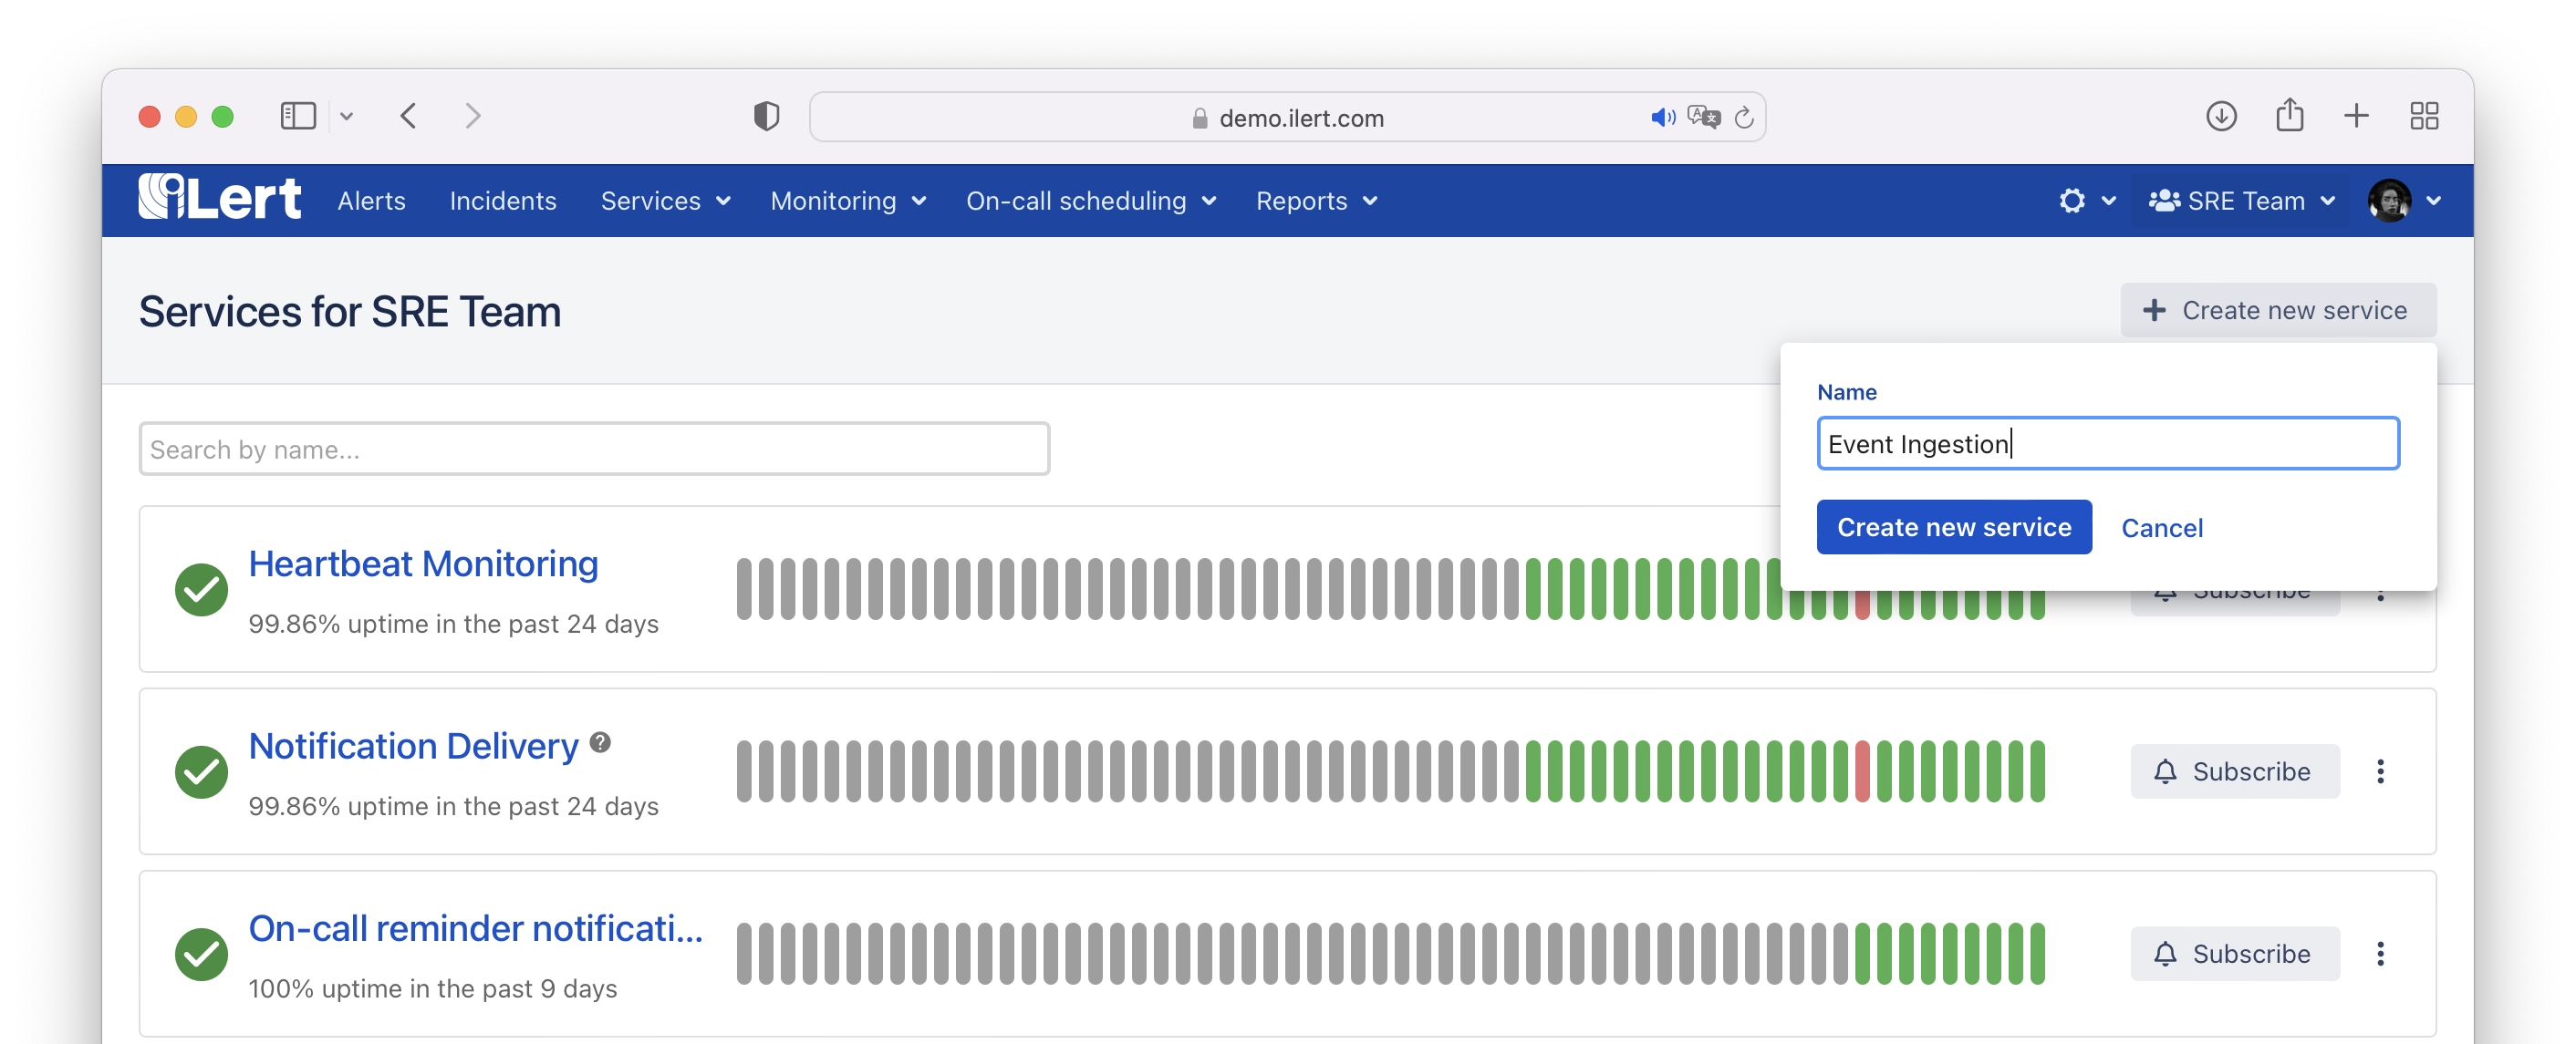 demo.ilert.com
iLert Alerts Incidents Services Monitoring On-call scheduling Reports SRE Team
Services for SRE Team
+ Create new service
Name
Event Ingestion
Create new service Cancel
Search by name...
Heartbeat Monitoring
99.86% uptime in the past 24 days
Subscribe
Notification Delivery ?
99.86% uptime in the past 24 days
Subscribe
On-call reminder notificati...
100% uptime in the past 9 days
Subscribe